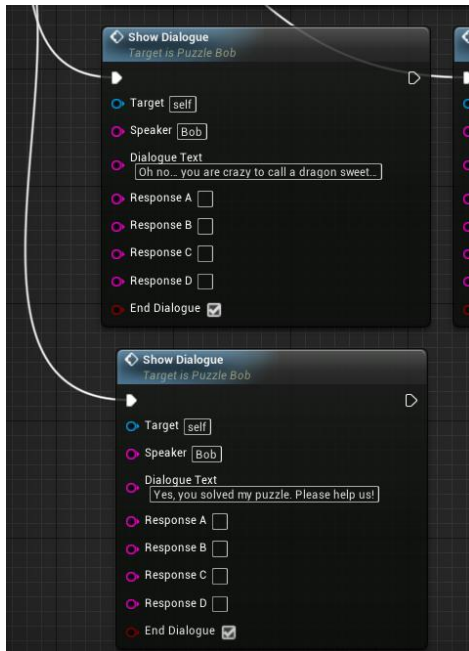 Show Dialogue
Target is Puzzle Bob
Target self
Speaker Bob
Dialogue Text
Oh no... you are crazy to call a dragon sweet...
Response A
Response B
Response C
Response D
End Dialogue
Show Dialogue
Target is Puzzle Bob
Target self
Speaker Bob
Dialogue Text
Yes, you solved my puzzle. Please help us!
Response A
Response B
Response C
Response D
End Dialogue